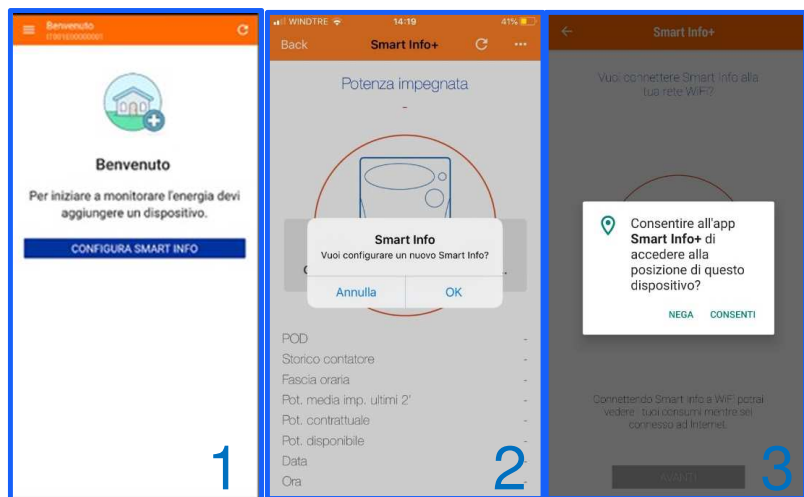 Benvenuto
Benvenuto
Per iniziare a monitorare l'energia devi
aggiungere un dispositivo.
CONFIGURA SMART INFO
1
WINDTRE
14:19
41%
Back
Smart Info+
Potenza impegnata
-
Smart Info
Vuoi configurare un nuovo Smart Info?
Annulla
OK
POD -
Storico contatore -
Fascia oraria -
Pot. media imp. ultimi 2' -
Pot. contrattuale -
Pot. disponibile -
Data -
Ora -
2
Smart Info+
Vuoi connettere Smart Info alla
tua rete WiFi?
Consentire all'app
Smart Info+ di
accedere alla
posizione di questo
dispositivo?
NEGA CONSENTI
Connettendo Smart Info a WiFi potrai
vedere i tuoi consumi mentre sei
connesso ad Internet.
AVANTI
3